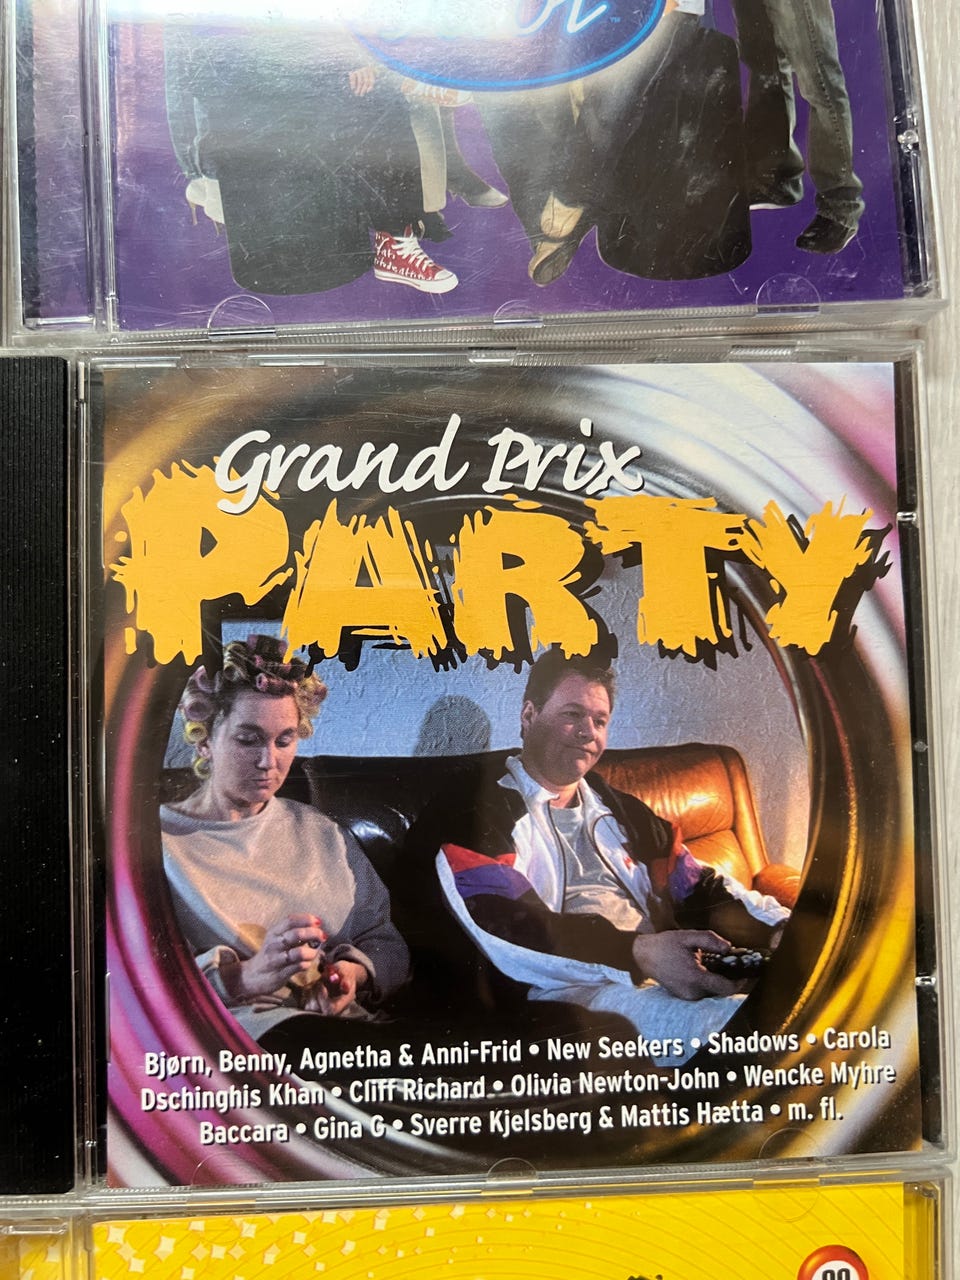 Grand Prix
PARTY
Bjørn, Benny, Agnetha & Anni-Frid • New Seekers • Shadows • Carola
Dschinghis Khan • Cliff Richard • Olivia Newton-John • Wencke Myhre
Baccara • Gina G • Sverre Kjelsberg & Mattis Hætta • m. fl.